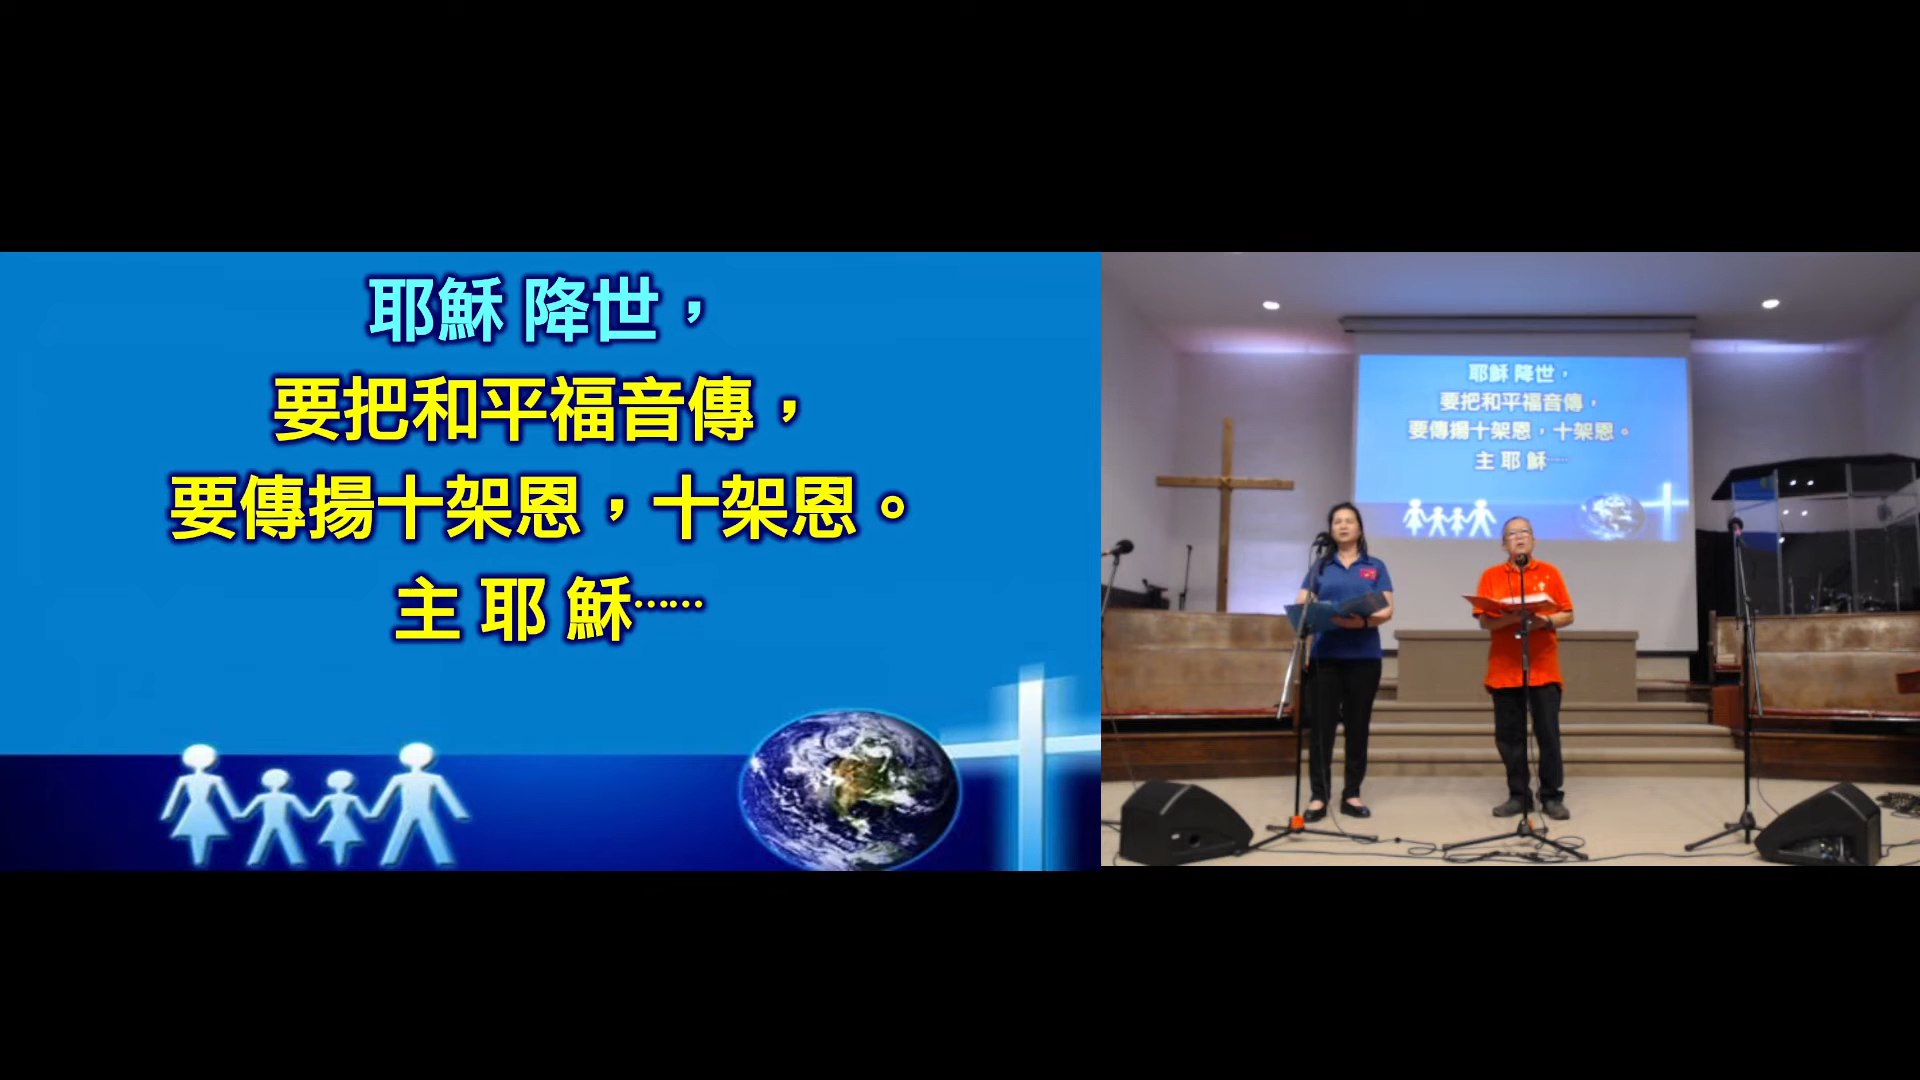 耶穌 降世，
要把和平福音傳，
要傳揚十架恩，十架恩。
主 耶 穌……
耶穌 降世，
要把和平福音傳，
要傳揚十架恩，十架恩。
主 耶 穌……